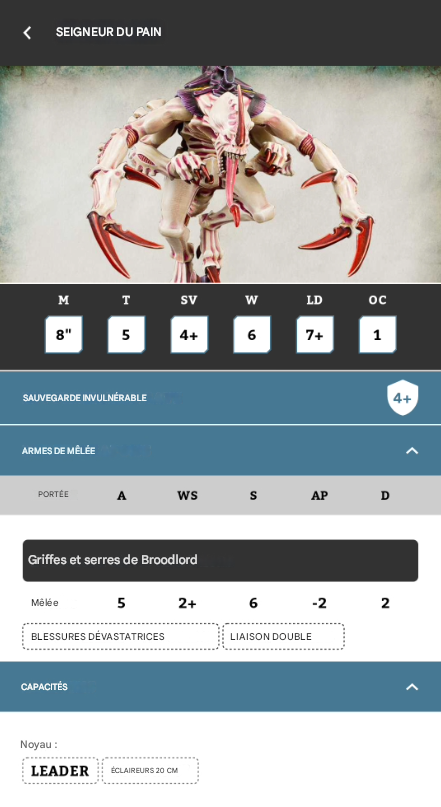 SEIGNEUR DU PAIN
M T SV W LD OC
8" 5 4+ 6 7+ 1
SAUVEGARDE INVULNÉRABLE 4+
ARMES DE MÊLÉE
PORTÉE A WS S AP D
Griffes et serres de Broodlord
Mêlée 5 2+ 6 -2 2
BLESSURES DÉVASTATRICES LIAISON DOUBLE
CAPACITÉS
Noyau :
LEADER ÉCLAIREURS 20 CM